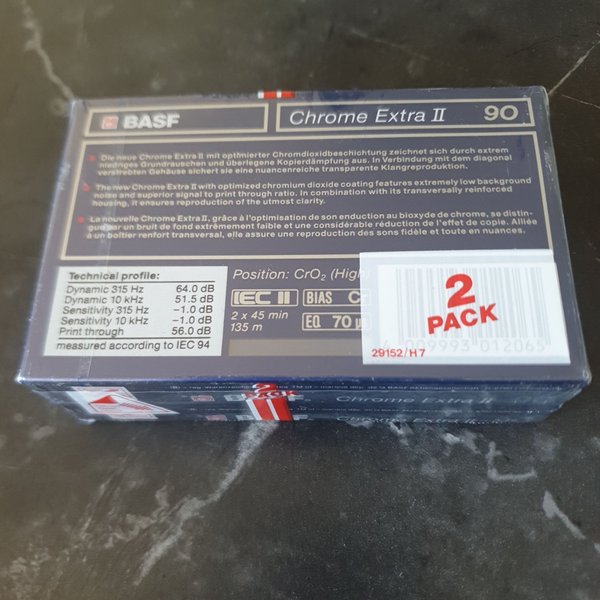 BASF
Chrome Extra II 90
Die neue Chrome Extra II mit optimierter Chromdioxidbeschichtung zeichnet sich durch extrem
niedriges Grundrauschen und überlegene Kopierdämpfung aus. In Verbindung mit dem diagonal
verstrebten Gehäuse sichert sie eine nuancenreiche transparente Klangreproduktion.
The new Chrome Extra II with optimized chromium dioxide coating features extremely low background
noise and superior signal to print through ratio. In combination with its transversally reinforced
housing, it ensures reproduction of the utmost clarity.
La nouvelle Chrome Extra II, grâce à l'optimisation de son enduction au bioxyde de chrome, se distin-
gue par un bruit de fond extrêmement faible et une considérable réduction de l'effet de copie. Alliée
à un boîtier renfort transversal, elle assure une reproduction des sons fidèle et toute en nuances.
Technical profile:
Dynamic 315 Hz 64.0 dB
Dynamic 10 kHz 51.5 dB
Sensitivity 315 Hz -1.0 dB
Sensitivity 10 kHz -1.0 dB
Print through 56.0 dB
measured according to IEC 94
Position: CrO₂ (High)
IEC II BIAS
2 x 45 min
135 m
EQ 70 µs
2
PACK
4 009993 012065
29152/H7
2
PACK
Chrome Extra II